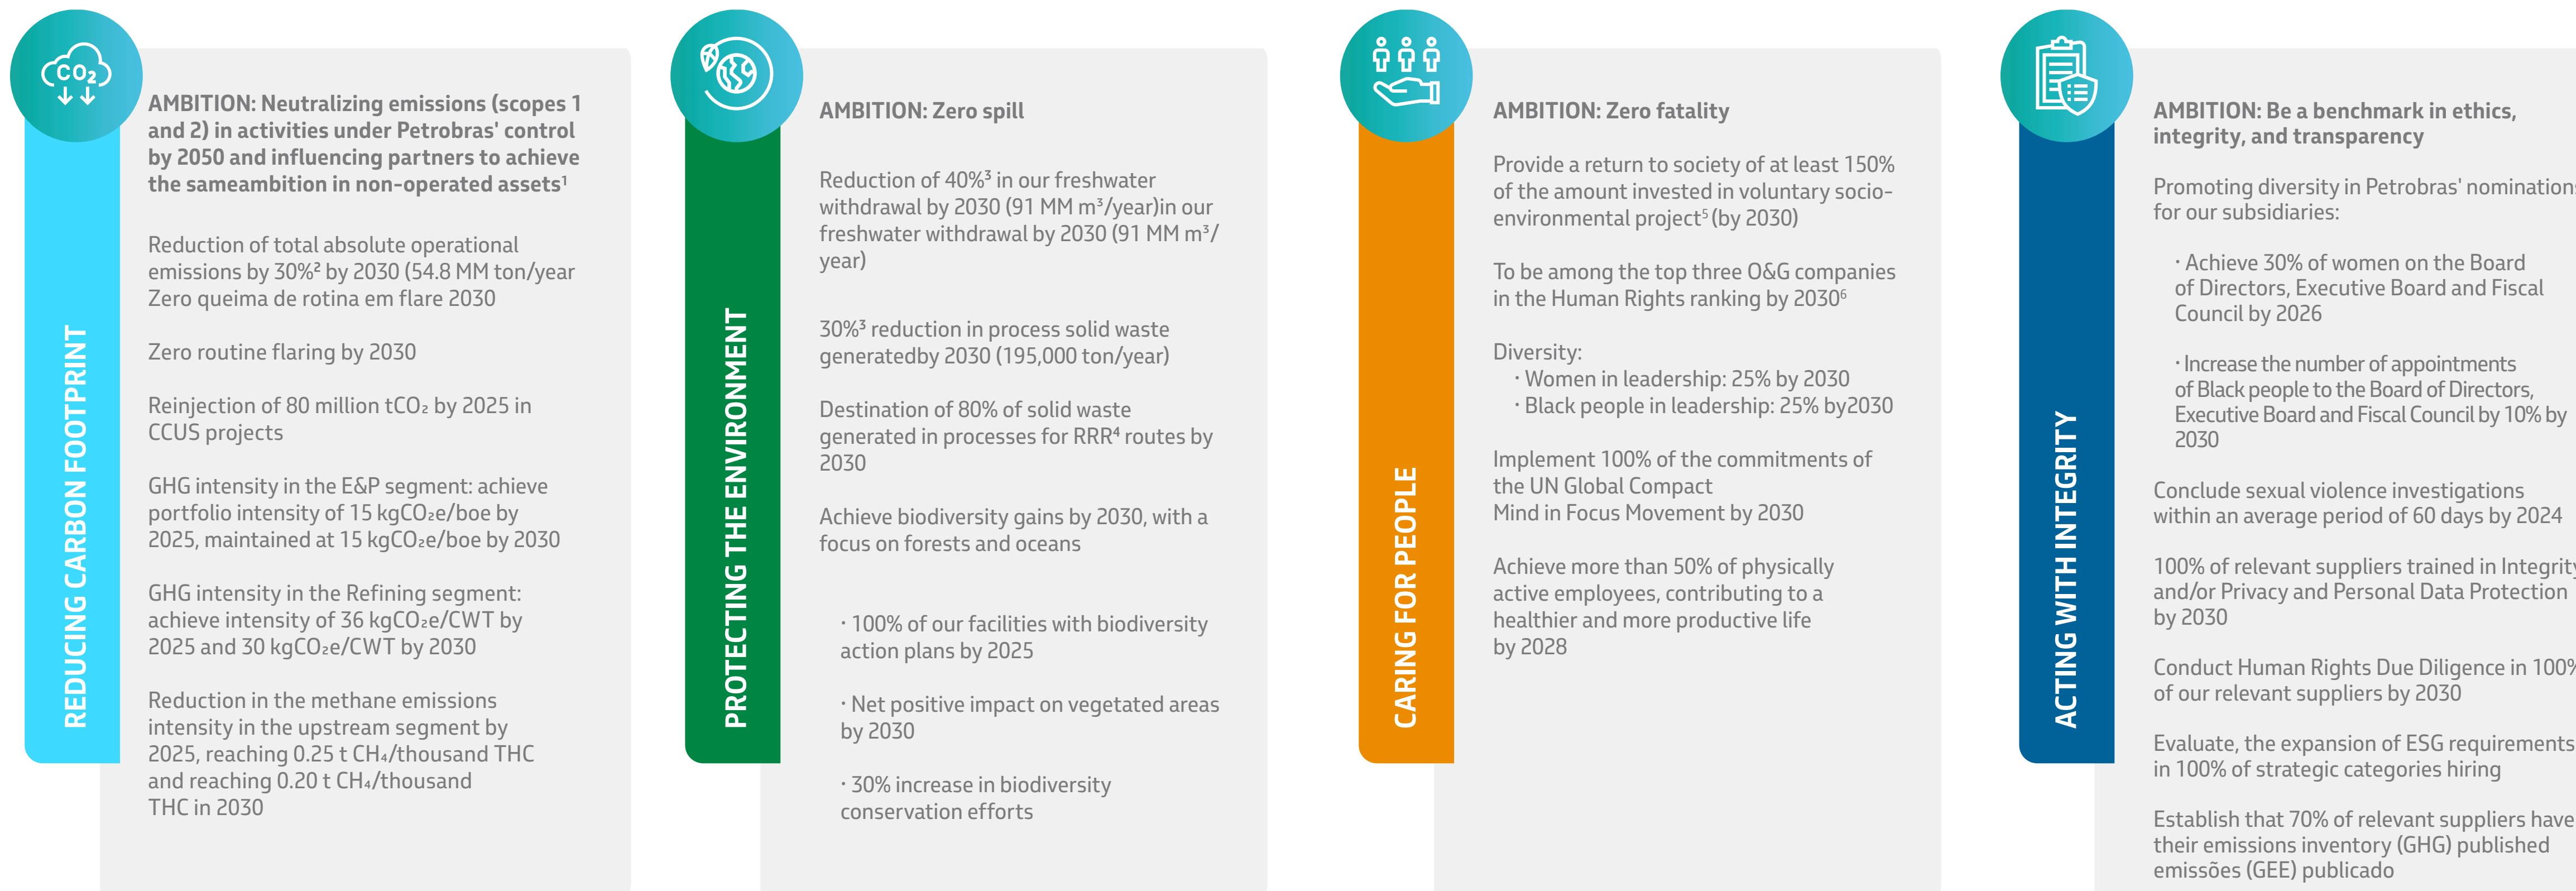 CO₂
REDUCING CARBON FOOTPRINT
AMBITION: Neutralizing emissions (scopes 1
and 2) in activities under Petrobras' control
by 2050 and influencing partners to achieve
the sameambition in non-operated assets¹
Reduction of total absolute operational
emissions by 30%² by 2030 (54.8 MM ton/year
Zero queima de rotina em flare 2030
Zero routine flaring by 2030
Reinjection of 80 million tCO₂ by 2025 in
CCUS projects
GHG intensity in the E&P segment: achieve
portfolio intensity of 15 kgCO₂e/boe by
2025, maintained at 15 kgCO₂e/boe by 2030
GHG intensity in the Refining segment:
achieve intensity of 36 kgCO₂e/CWT by
2025 and 30 kgCO₂e/CWT by 2030
Reduction in the methane emissions
intensity in the upstream segment by
2025, reaching 0.25 t CH₄/thousand THC
and reaching 0.20 t CH₄/thousand
THC in 2030
PROTECTING THE ENVIRONMENT
AMBITION: Zero spill
Reduction of 40%³ in our freshwater
withdrawal by 2030 (91 MM m³/year)in our
freshwater withdrawal by 2030 (91 MM m³/
year)
30%³ reduction in process solid waste
generatedby 2030 (195,000 ton/year)
Destination of 80% of solid waste
generated in processes for RRR⁴ routes by
2030
Achieve biodiversity gains by 2030, with a
focus on forests and oceans
· 100% of our facilities with biodiversity
action plans by 2025
· Net positive impact on vegetated areas
by 2030
· 30% increase in biodiversity
conservation efforts
CARING FOR PEOPLE
AMBITION: Zero fatality
Provide a return to society of at least 150%
of the amount invested in voluntary socio-
environmental project⁵ (by 2030)
To be among the top three O&G companies
in the Human Rights ranking by 2030⁶
Diversity:
· Women in leadership: 25% by 2030
· Black people in leadership: 25% by2030
Implement 100% of the commitments of
the UN Global Compact
Mind in Focus Movement by 2030
Achieve more than 50% of physically
active employees, contributing to a
healthier and more productive life
by 2028
ACTING WITH INTEGRITY
AMBITION: Be a benchmark in ethics,
integrity, and transparency
Promoting diversity in Petrobras' nominations
for our subsidiaries:
· Achieve 30% of women on the Board
of Directors, Executive Board and Fiscal
Council by 2026
· Increase the number of appointments
of Black people to the Board of Directors,
Executive Board and Fiscal Council by 10% by
2030
Conclude sexual violence investigations
within an average period of 60 days by 2024
100% of relevant suppliers trained in Integrity
and/or Privacy and Personal Data Protection
by 2030
Conduct Human Rights Due Diligence in 100%
of our relevant suppliers by 2030
Evaluate, the expansion of ESG requirements
in 100% of strategic categories hiring
Establish that 70% of relevant suppliers have
their emissions inventory (GHG) published
emissões (GEE) publicado